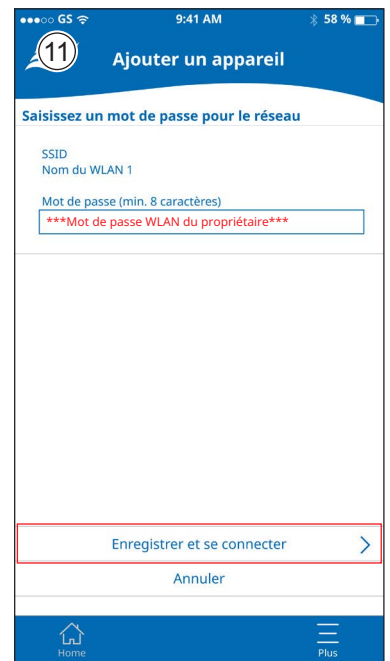 GS 9:41 AM 58 %
11
Ajouter un appareil
Saisissez un mot de passe pour le réseau
SSID
Nom du WLAN 1
Mot de passe (min. 8 caractères)
***Mot de passe WLAN du propriétaire***
Enregistrer et se connecter
Annuler
Home Plus